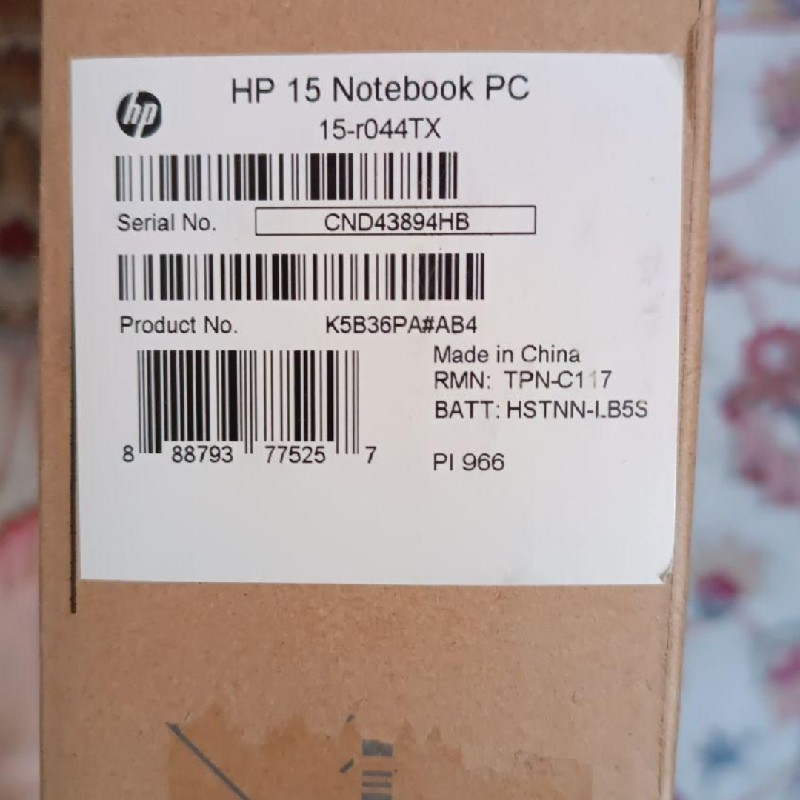 hp
HP 15 Notebook PC
15-r044TX
Serial No. CND43894HB
Product No. K5B36PA#AB4
Made in China
RMN: TPN-C117
BATT: HSTNN-LB5S
8 88793 77525 7
PI 966